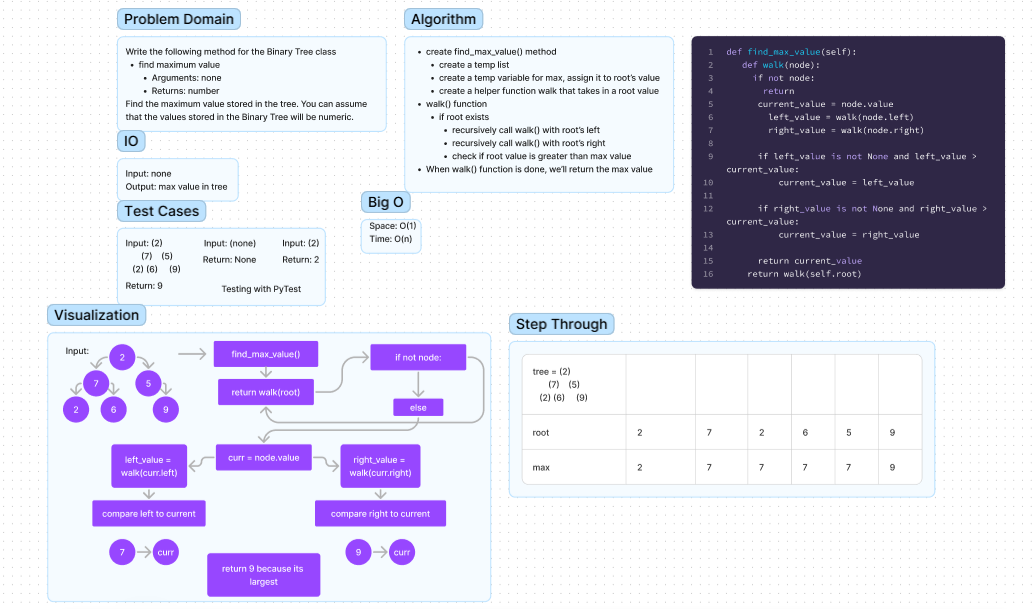 Problem Domain
Write the following method for the Binary Tree class
find maximum value
Arguments: none
Returns: number
Find the maximum value stored in the tree. You can assume
that the values stored in the Binary Tree will be numeric.
IO
Input: none
Output: max value in tree
Test Cases
Input: (2)
(7) (5)
(2) (6) (9)
Return: 9
Input: (none)
Return: None
Input: (2)
Return: 2
Testing with PyTest
Algorithm
create find_max_value() method
create a temp list
create a temp variable for max, assign it to root's value
create a helper function walk that takes in a root value
walk() function
if root exists
recursively call walk() with root's left
recursively call walk() with root's right
check if root value is greater than max value
When walk() function is done, we'll return the max value
Big O
Space: O(1)
Time: O(n)
1 def find_max_value(self):
2 def walk(node):
3 if not node:
4 return
5 current_value = node.value
6 left_value = walk(node.left)
7 right_value = walk(node.right)
8
9 if left_value is not None and left_value >
current_value:
10 current_value = left_value
11
12 if right_value is not None and right_value >
current_value:
13 current_value = right_value
14
15 return current_value
16 return walk(self.root)
Visualization
Input:
2
7
5
2
6
9
find_max_value()
return walk(root)
if not node:
else
curr = node.value
left_value =
walk(curr.left)
right_value =
walk(curr.right)
compare left to current
compare right to current
7
curr
9
curr
return 9 because its
largest
Step Through
tree = (2)
(7) (5)
(2) (6) (9)
root 2 7 2 6 5 9
max 2 7 7 7 7 9